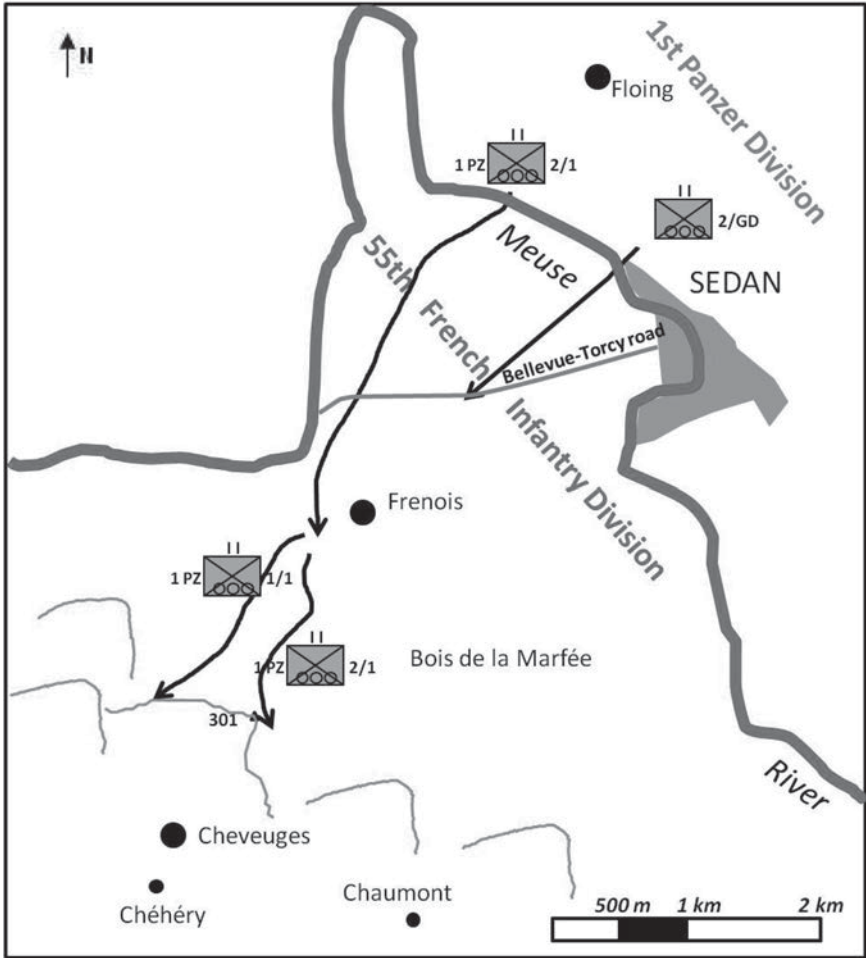 N
Floing
1st Panzer Division
II
1 PZ 2/1
II
2/GD
Meuse
SEDAN
55th French Infantry Division
Bellevue-Torcy road
Frenois
II
1 PZ 1/1
II
1 PZ 2/1
Bois de la Marfée
301
River
Cheveuges
Chéhéry
Chaumont
500 m 1 km 2 km